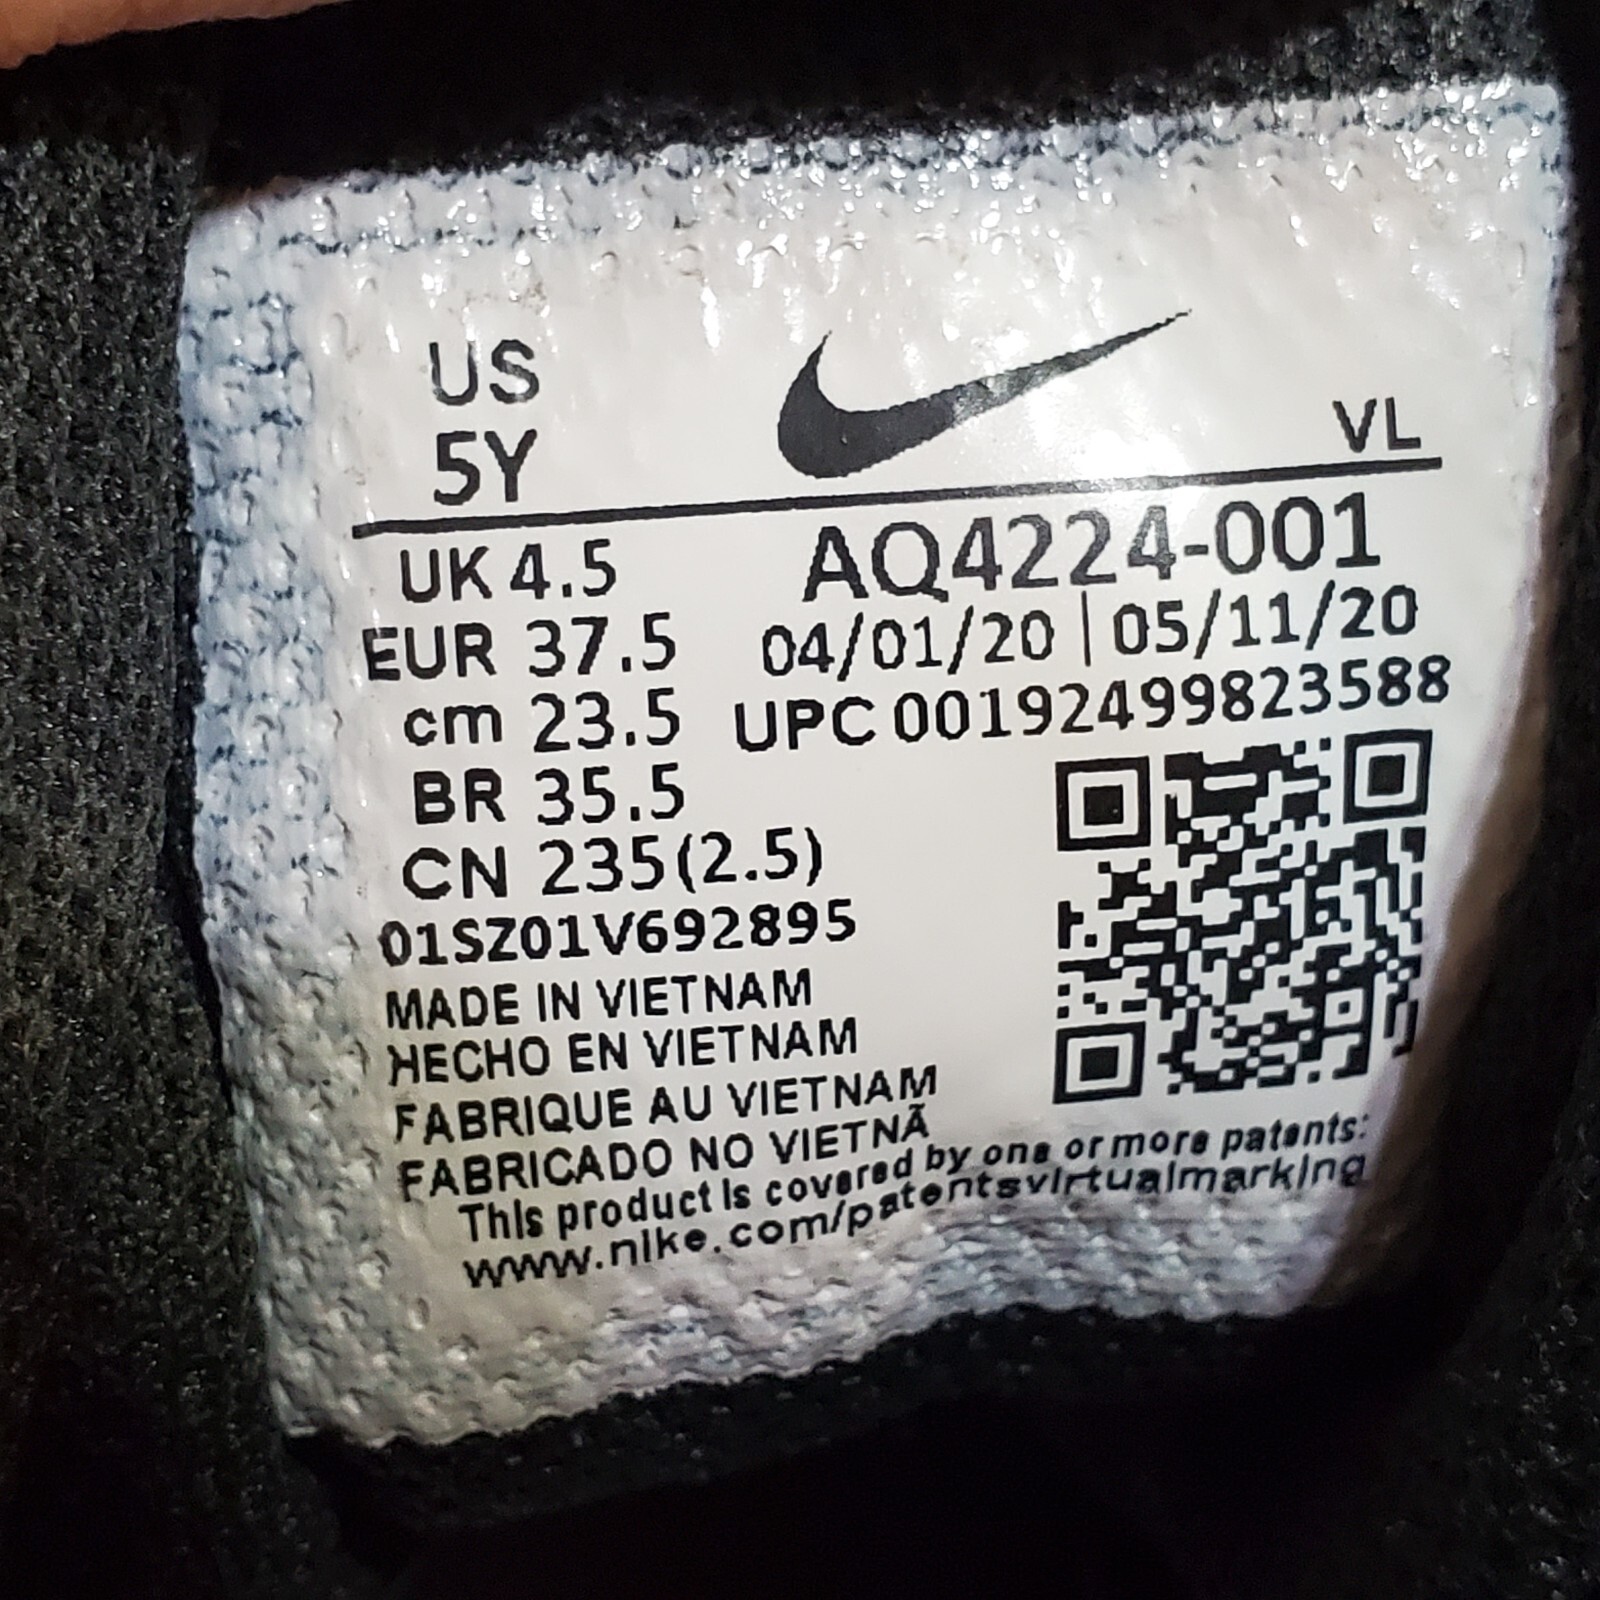 US
5Y
VL
UK 4.5
AQ4224-001
EUR 37.5
04/01/20 | 05/11/20
cm 23.5
UPC 00192499823588
BR 35.5
CN 235(2.5)
01SZ01V692895
MADE IN VIETNAM
HECHO EN VIETNAM
FABRIQUE AU VIETNAM
FABRICADO NO VIETNÃ
This product is covered by one or more patents:
www.nike.com/patentsvirtualmarking